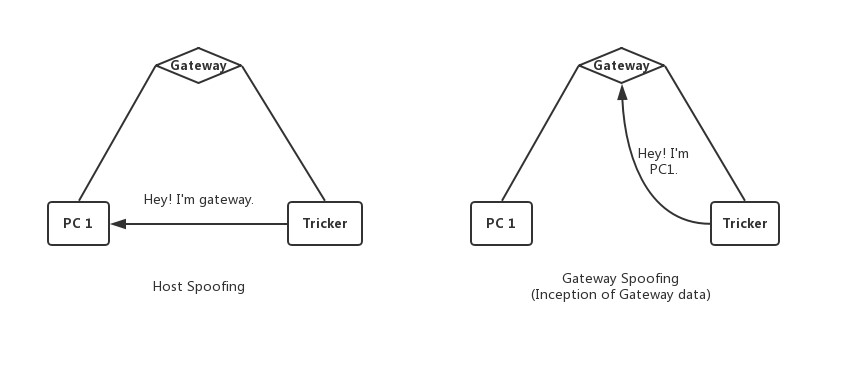 Gateway
Hey! I'm gateway.
PC 1
Tricker
Host Spoofing
Gateway
Hey! I'm
PC1.
PC 1
Tricker
Gateway Spoofing
(Inception of Gateway data)